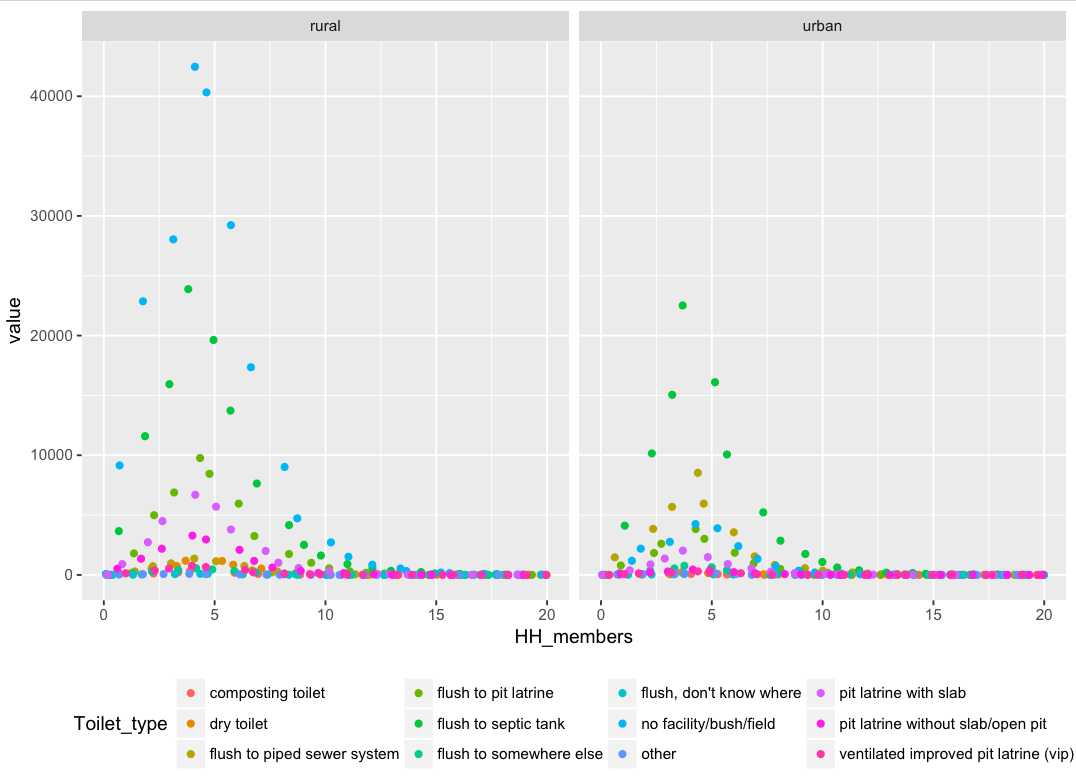 rural urban
40000
30000
20000
10000
0
value
0 5 10 15 20 0 5 10 15 20
HH_members
Toilet_type
composting toilet flush to pit latrine flush, don't know where pit latrine with slab
dry toilet flush to septic tank no facility/bush/field pit latrine without slab/open pit
flush to piped sewer system flush to somewhere else other ventilated improved pit latrine (vip)